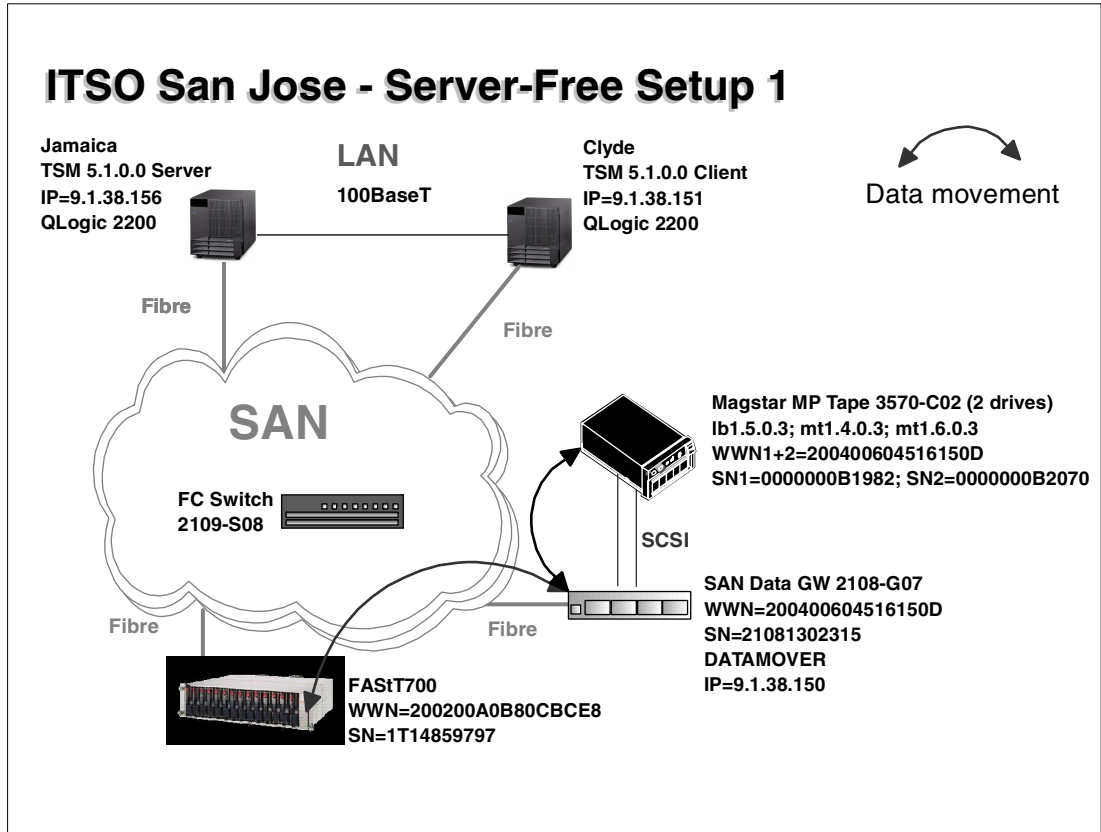 ITSO San Jose - Server-Free Setup 1
Jamaica
TSM 5.1.0.0 Server
IP=9.1.38.156
QLogic 2200
LAN
100BaseT
Clyde
TSM 5.1.0.0 Client
IP=9.1.38.151
QLogic 2200
Data movement
Fibre
Fibre
SAN
FC Switch
2109-S08
Magstar MP Tape 3570-C02 (2 drives)
lb1.5.0.3; mt1.4.0.3; mt1.6.0.3
WWN1+2=200400604516150D
SN1=0000000B1982; SN2=0000000B2070
SCSI
SAN Data GW 2108-G07
WWN=200400604516150D
SN=21081302315
DATAMOVER
IP=9.1.38.150
Fibre
Fibre
FAStT700
WWN=200200A0B80CBCE8
SN=1T14859797